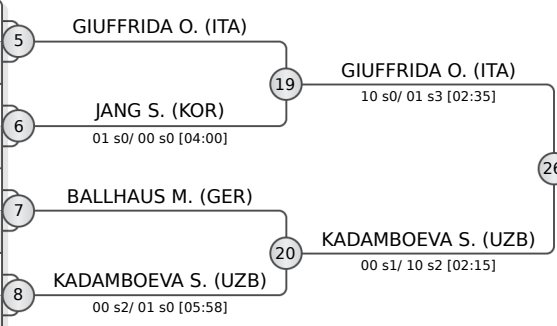 GIUFFRIDA O. (ITA)
5
19
GIUFFRIDA O. (ITA)
10 s0/ 01 s3 [02:35]
JANG S. (KOR)
6
01 s0/ 00 s0 [04:00]
26
BALLHAUS M. (GER)
7
20
KADAMBOEVA S. (UZB)
00 s1/ 10 s2 [02:15]
KADAMBOEVA S. (UZB)
8
00 s2/ 01 s0 [05:58]